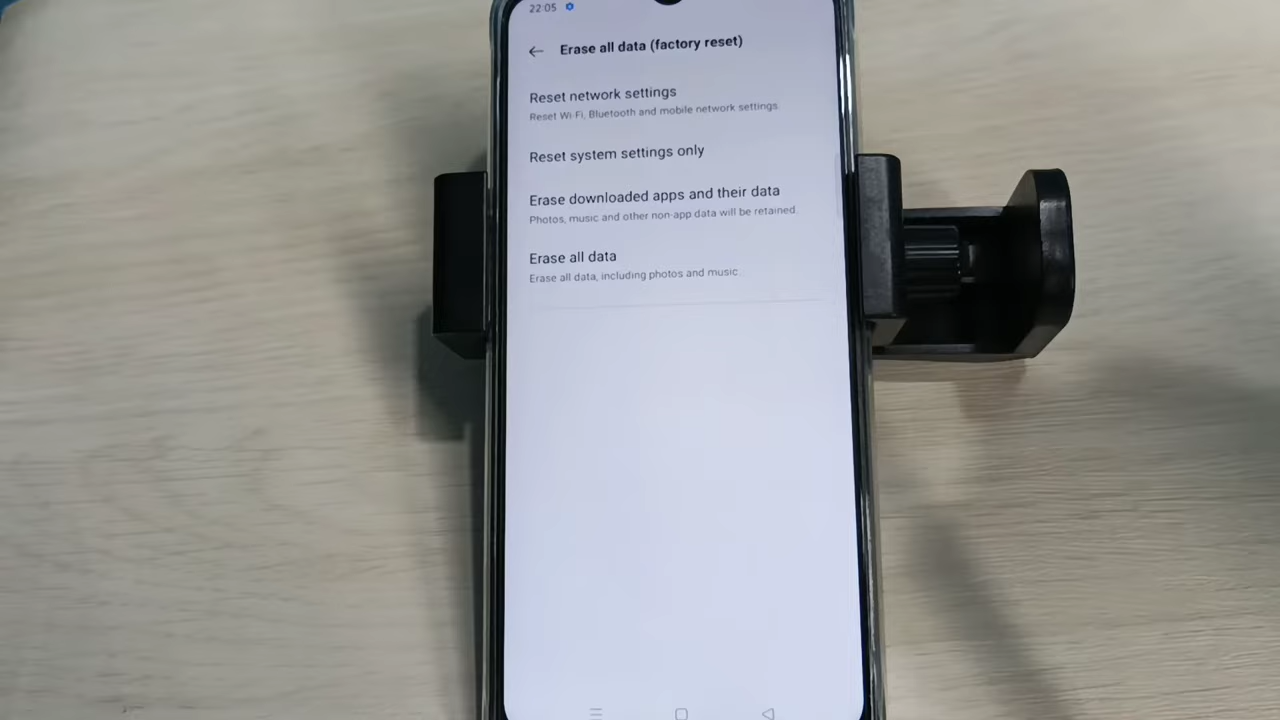 22:05
Erase all data (factory reset)
Reset network settings
Reset Wi-Fi, Bluetooth and mobile network settings.
Reset system settings only
Erase downloaded apps and their data
Photos, music and other non-app data will be retained.
Erase all data
Erase all data, including photos and music.